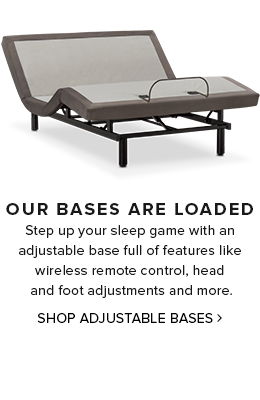 OUR BASES ARE LOADED
Step up your sleep game with an
adjustable base full of features like
wireless remote control, head
and foot adjustments and more.
SHOP ADJUSTABLE BASES >